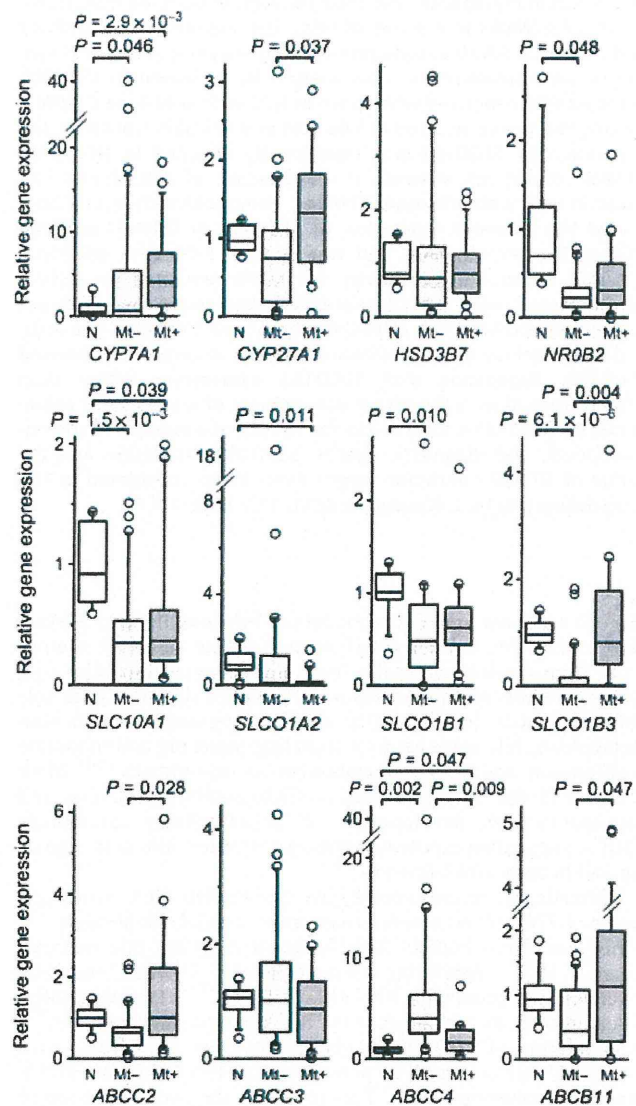 P = 2.9 × 10⁻³
P = 0.046
P = 0.037
P = 0.048
Relative gene expression
40
20
10
5
0
3
2
1
0
4
2
0
2
1
0
N Mt− Mt+
N Mt− Mt+
N Mt− Mt+
N Mt− Mt+
CYP7A1
CYP27A1
HSD3B7
NR0B2
P = 0.039
P = 1.5 × 10⁻³
P = 0.011
P = 0.010
P = 0.004
P = 6.1 × 10⁻³
Relative gene expression
2
1
0
18
8
4
0
2
1
0
4
2
0
N Mt− Mt+
N Mt− Mt+
N Mt− Mt+
N Mt− Mt+
SLC10A1
SLCO1A2
SLCO1B1
SLCO1B3
P = 0.028
P = 0.047
P = 0.002
P = 0.009
P = 0.047
Relative gene expression
6
4
2
0
4
2
0
40
20
10
0
5
2
1
0
N Mt− Mt+
N Mt− Mt+
N Mt− Mt+
N Mt− Mt+
ABCC2
ABCC3
ABCC4
ABCB11